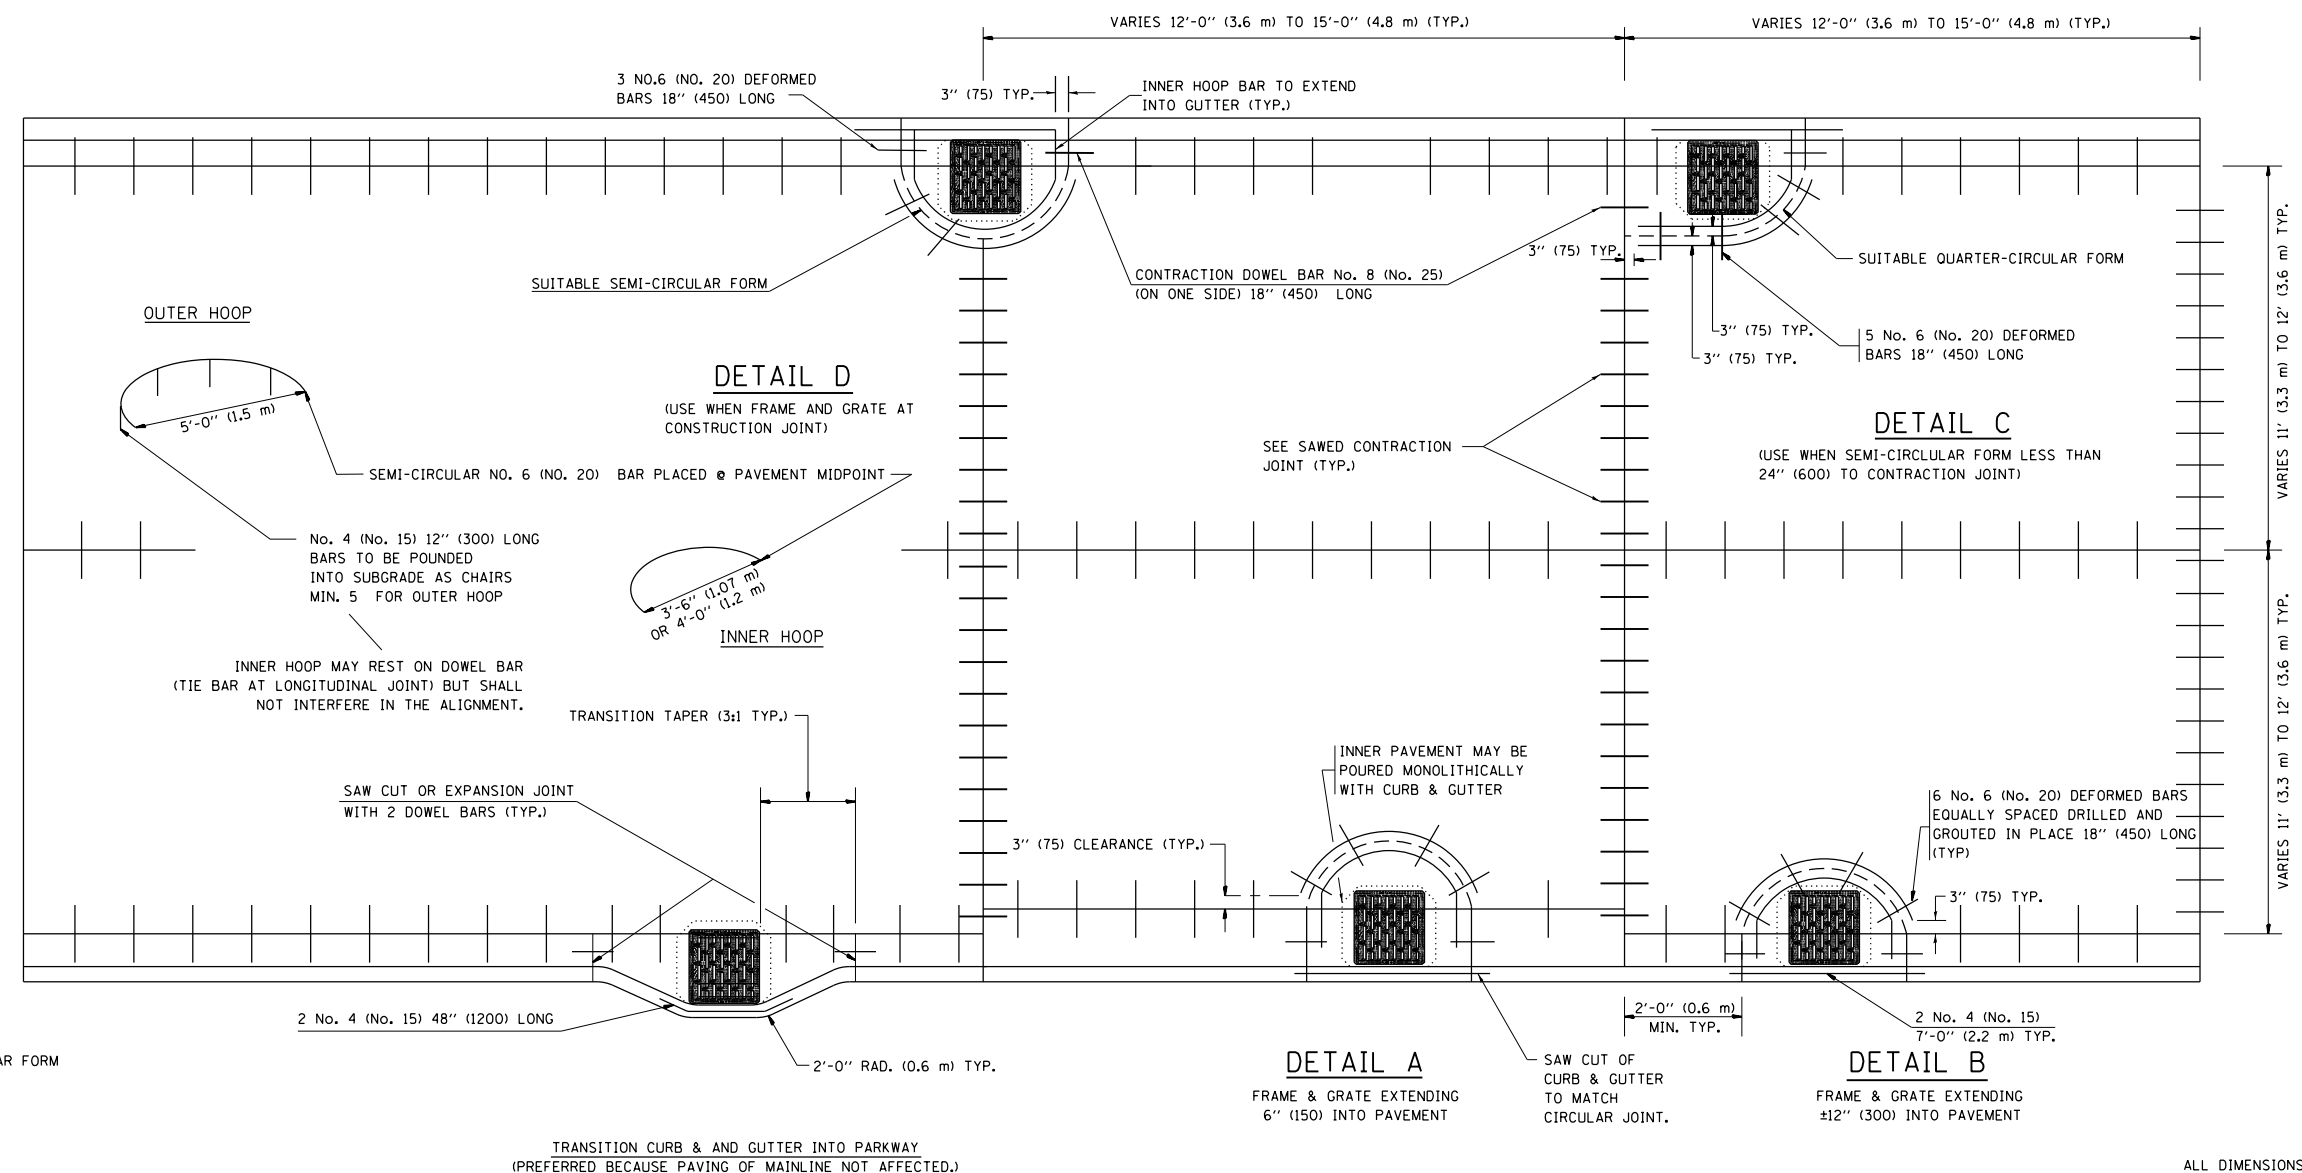 VARIES 12'-0" (3.6 m) TO 15'-0" (4.8 m) (TYP.)
VARIES 12'-0" (3.6 m) TO 15'-0" (4.8 m) (TYP.)
3 NO.6 (NO. 20) DEFORMED
BARS 18" (450) LONG
3" (75) TYP.
INNER HOOP BAR TO EXTEND
INTO GUTTER (TYP.)
SUITABLE SEMI-CIRCULAR FORM
CONTRACTION DOWEL BAR No. 8 (No. 25)
(ON ONE SIDE) 18" (450) LONG
3" (75) TYP.
SUITABLE QUARTER-CIRCULAR FORM
3" (75) TYP.
3" (75) TYP.
5 No. 6 (No. 20) DEFORMED
BARS 18" (450) LONG
VARIES 11' (3.3 m) TO 12' (3.6 m) TYP.
OUTER HOOP
5'-0" (1.5 m)
DETAIL D
(USE WHEN FRAME AND GRATE AT
CONSTRUCTION JOINT)
SEMI-CIRCULAR NO. 6 (NO. 20) BAR PLACED @ PAVEMENT MIDPOINT
SEE SAWED CONTRACTION
JOINT (TYP.)
DETAIL C
(USE WHEN SEMI-CIRCLULAR FORM LESS THAN
24" (600) TO CONTRACTION JOINT)
No. 4 (No. 15) 12" (300) LONG
BARS TO BE POUNDED
INTO SUBGRADE AS CHAIRS
MIN. 5 FOR OUTER HOOP
3'-6" (1.07 m)
OR 4'-0" (1.2 m)
INNER HOOP
INNER HOOP MAY REST ON DOWEL BAR
(TIE BAR AT LONGITUDINAL JOINT) BUT SHALL
NOT INTERFERE IN THE ALIGNMENT.
TRANSITION TAPER (3:1 TYP.)
SAW CUT OR EXPANSION JOINT
WITH 2 DOWEL BARS (TYP.)
INNER PAVEMENT MAY BE
POURED MONOLITHICALLY
WITH CURB & GUTTER
3" (75) CLEARANCE (TYP.)
6 No. 6 (No. 20) DEFORMED BARS
EQUALLY SPACED DRILLED AND
GROUTED IN PLACE 18" (450) LONG
(TYP)
3" (75) TYP.
VARIES 11' (3.3 m) TO 12' (3.6 m) TYP.
2 No. 4 (No. 15) 48" (1200) LONG
2'-0" RAD. (0.6 m) TYP.
2'-0" (0.6 m)
MIN. TYP.
2 No. 4 (No. 15)
7'-0" (2.2 m) TYP.
AR FORM
DETAIL A
FRAME & GRATE EXTENDING
6" (150) INTO PAVEMENT
SAW CUT OF
CURB & GUTTER
TO MATCH
CIRCULAR JOINT.
DETAIL B
FRAME & GRATE EXTENDING
±12" (300) INTO PAVEMENT
TRANSITION CURB & AND GUTTER INTO PARKWAY
(PREFERRED BECAUSE PAVING OF MAINLINE NOT AFFECTED.)
ALL DIMENSIONS